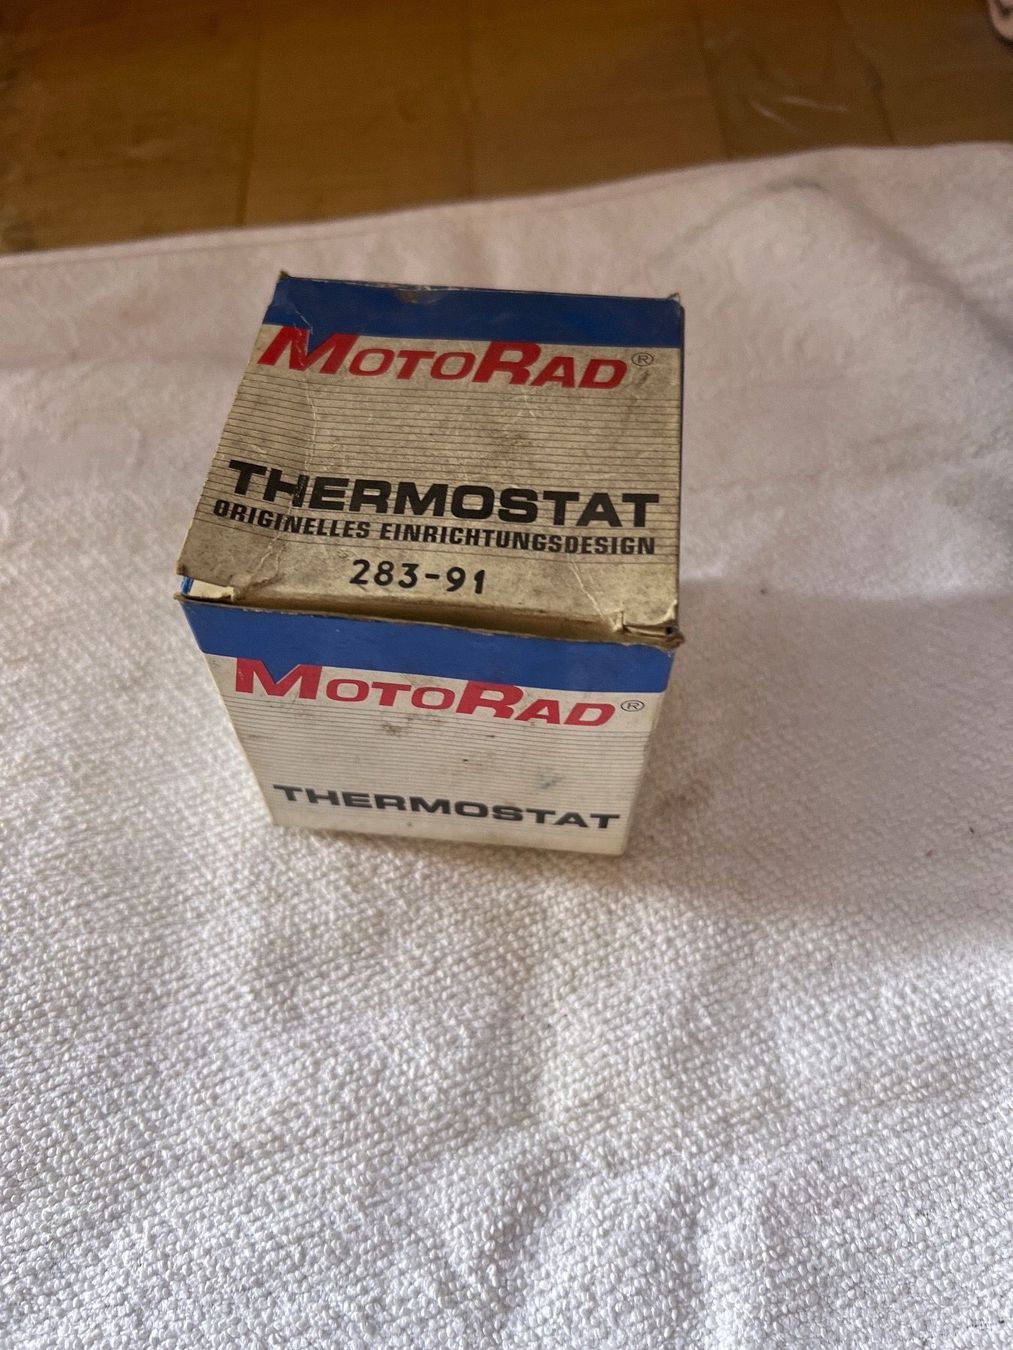 MOTORAD®
THERMOSTAT
ORIGINELLES EINRICHTUNGSDESIGN
283-91
MOTORAD®
THERMOSTAT